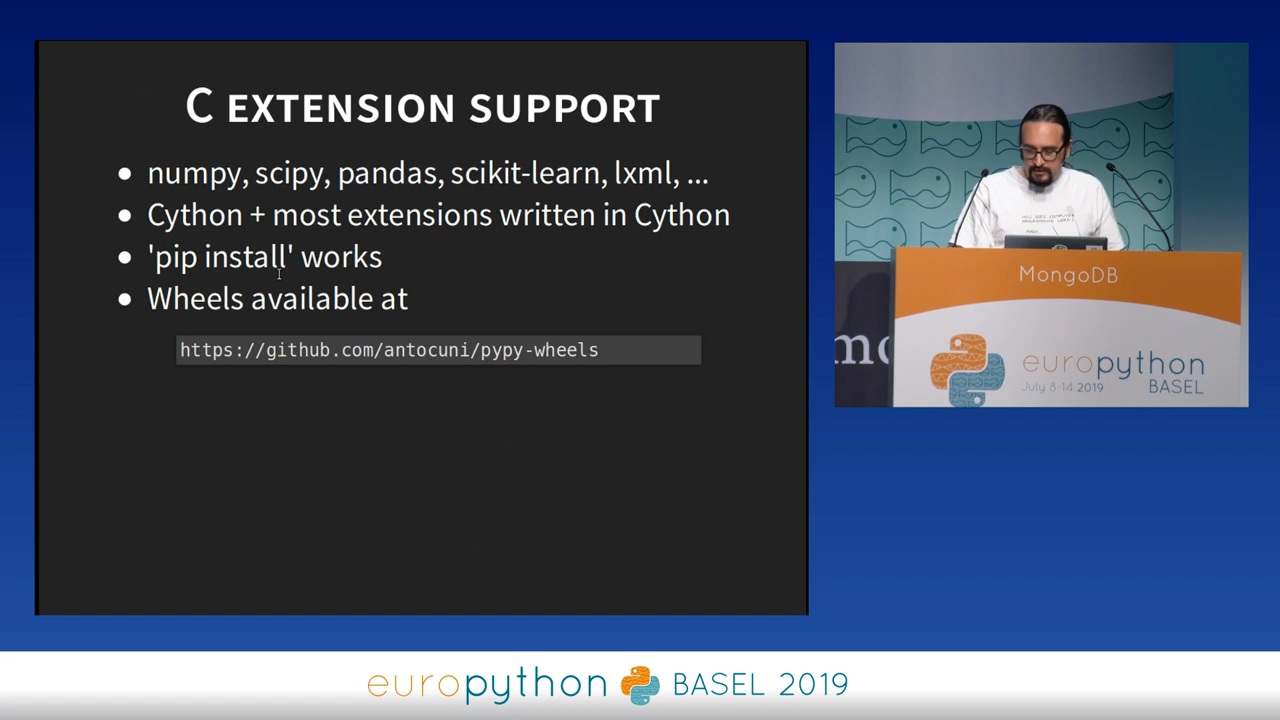 C EXTENSION SUPPORT
numpy, scipy, pandas, scikit-learn, lxml, ...
Cython + most extensions written in Cython
'pip install' works
Wheels available at
https://github.com/antocuni/pypy-wheels
MongoDB
europython
July 8-14 2019
BASEL
europython BASEL 2019